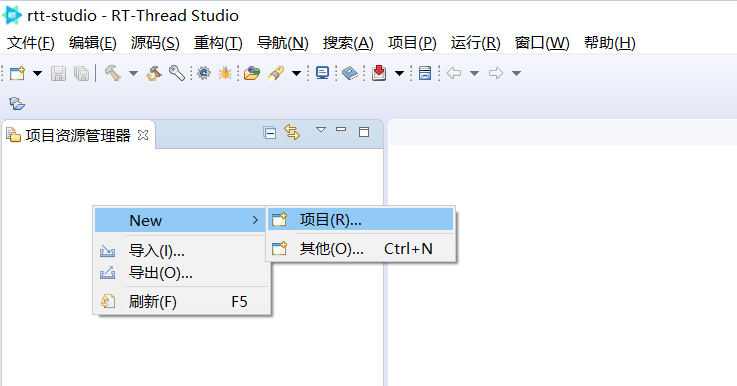 rtt-studio - RT-Thread Studio
文件(F) 编辑(E) 源码(S) 重构(T) 导航(N) 搜索(A) 项目(P) 运行(R) 窗口(W) 帮助(H)
项目资源管理器
New
项目(R)...
导入(I)...
其他(O)... Ctrl+N
导出(O)...
刷新(F) F5